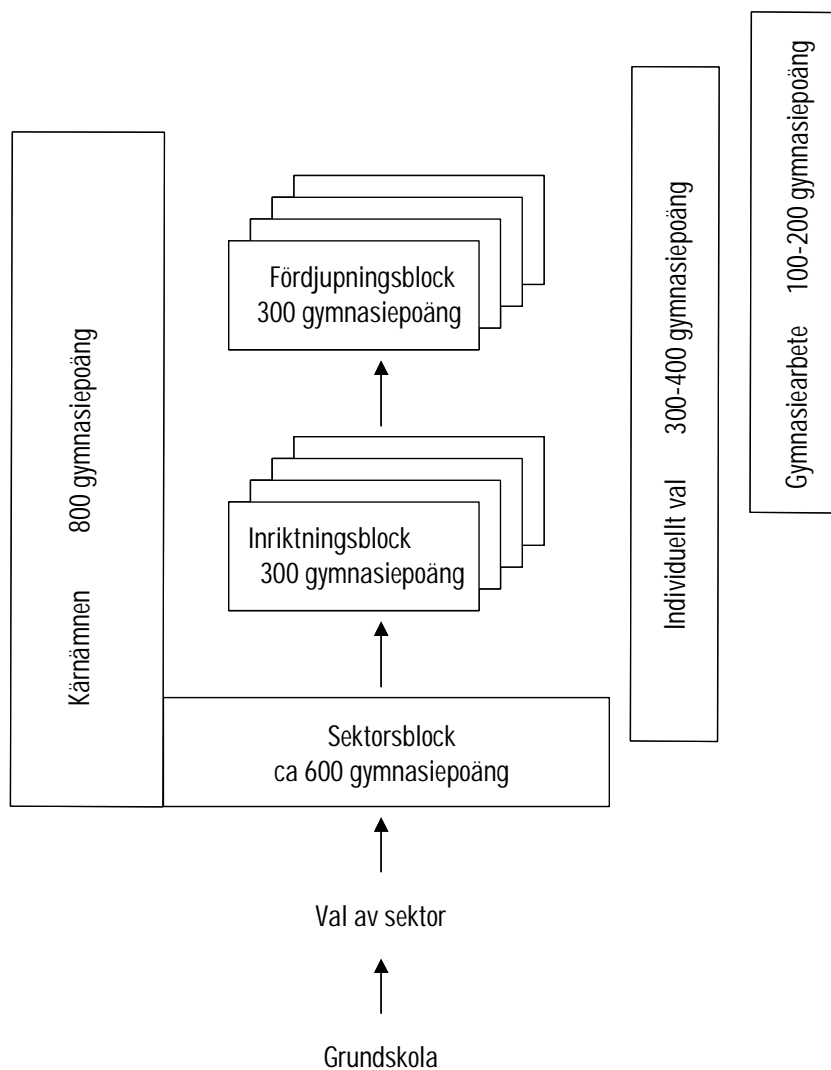 Fördjupningsblock
300 gymnasiepoäng
Inriktningsblock
300 gymnasiepoäng
Sektorsblock
ca 600 gymnasiepoäng
Val av sektor
Grundskola
Kärnämnen 800 gymnasiepoäng
Individuellt val 300-400 gymnasiepoäng
Gymnasiearbete 100-200 gymnasiepoäng